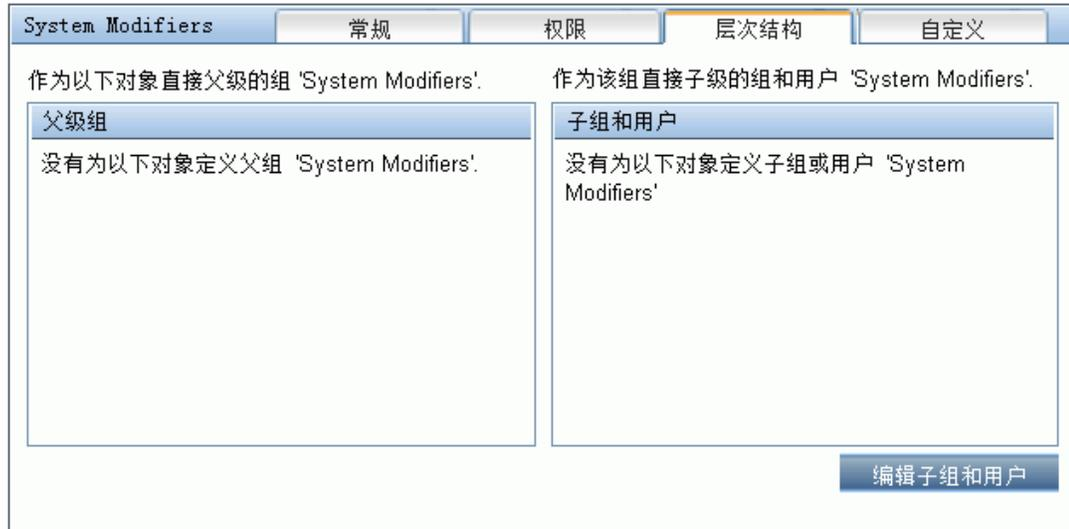 System Modifiers 常规 权限 层次结构 自定义
作为以下对象直接父级的组 'System Modifiers'.
父级组
没有为以下对象定义父组 'System Modifiers'.
作为该组直接子级的组和用户 'System Modifiers'.
子组和用户
没有为以下对象定义子组或用户 'System
Modifiers'
编辑子组和用户